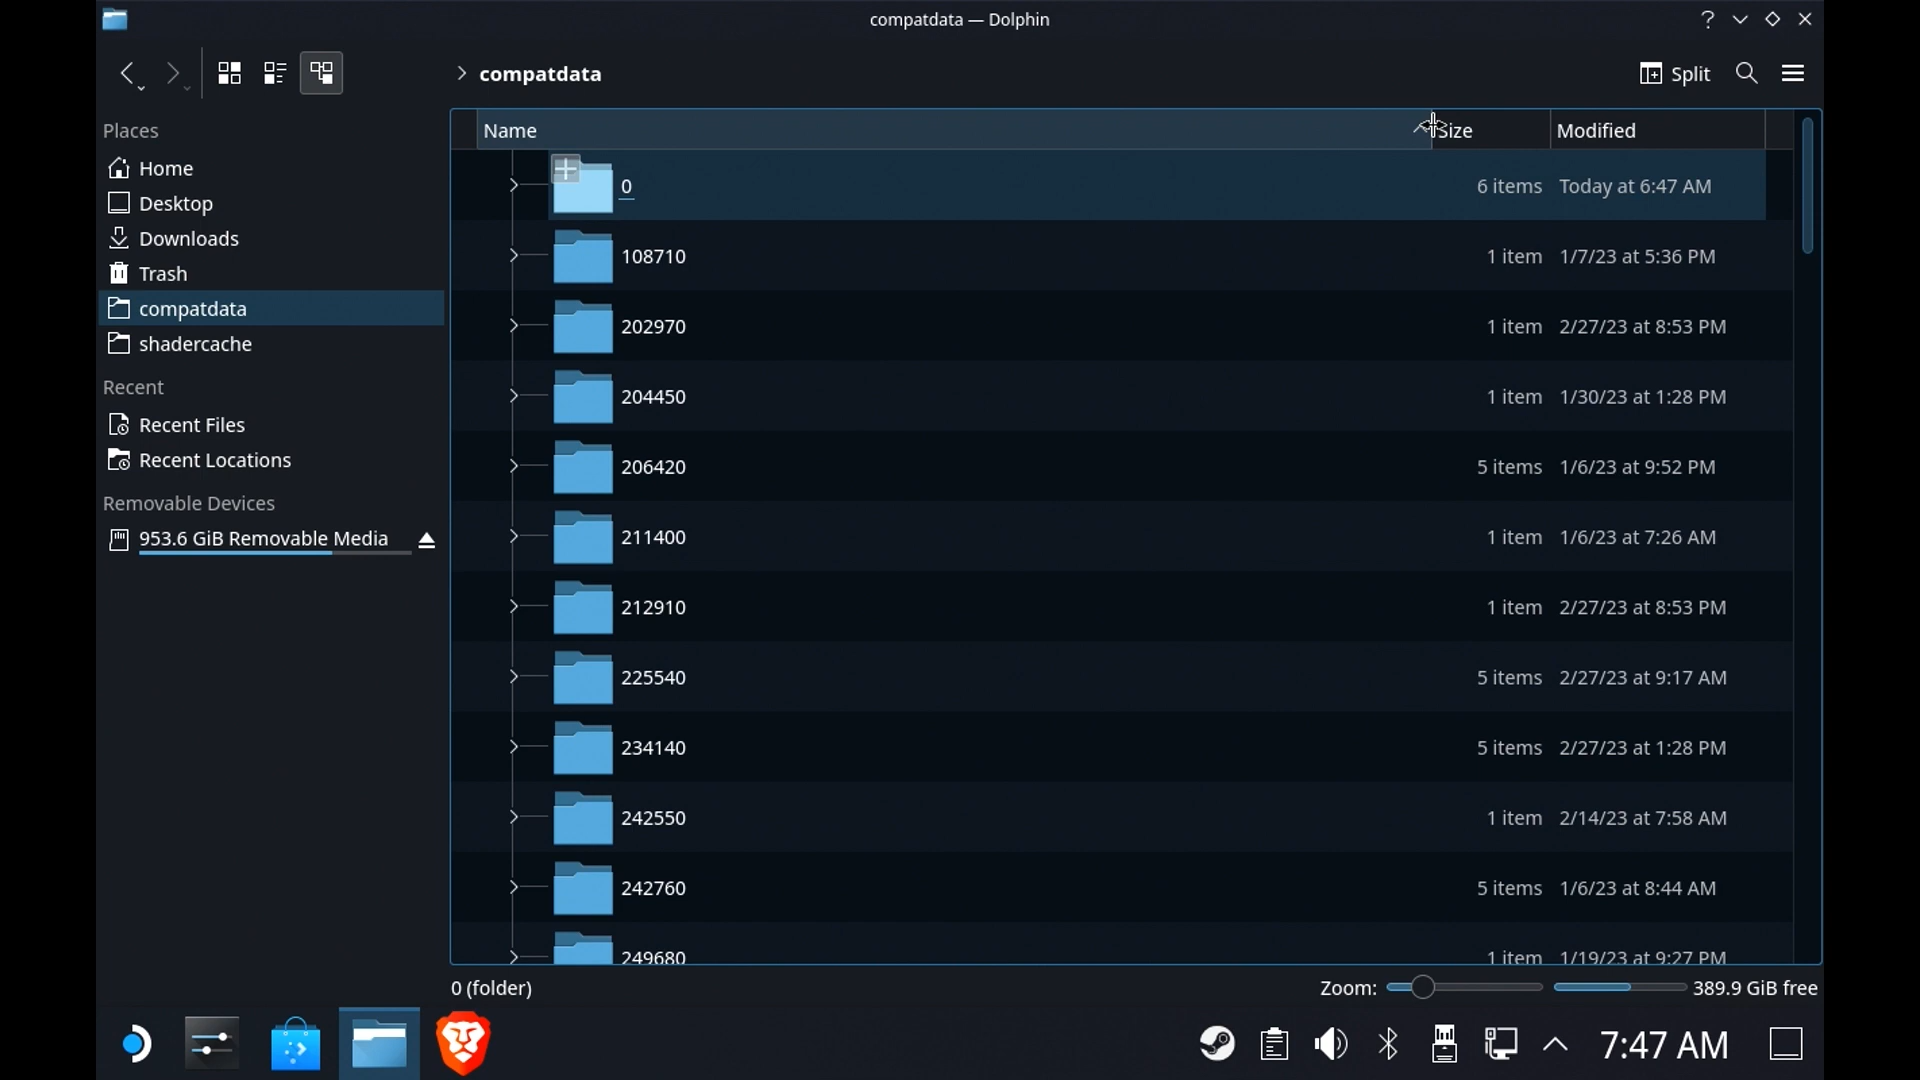 compatdata — Dolphin
compatdata
Split
Places
Home
Desktop
Downloads
Trash
compatdata
shadercache
Recent
Recent Files
Recent Locations
Removable Devices
953.6 GiB Removable Media
Name Size Modified
0 6 items Today at 6:47 AM
108710 1 item 1/7/23 at 5:36 PM
202970 1 item 2/27/23 at 8:53 PM
204450 1 item 1/30/23 at 1:28 PM
206420 5 items 1/6/23 at 9:52 PM
211400 1 item 1/6/23 at 7:26 AM
212910 1 item 2/27/23 at 8:53 PM
225540 5 items 2/27/23 at 9:17 AM
234140 5 items 2/27/23 at 1:28 PM
242550 1 item 2/14/23 at 7:58 AM
242760 5 items 1/6/23 at 8:44 AM
249680 1 item 1/19/23 at 9:27 PM
0 (folder) Zoom: 389.9 GiB free
7:47 AM